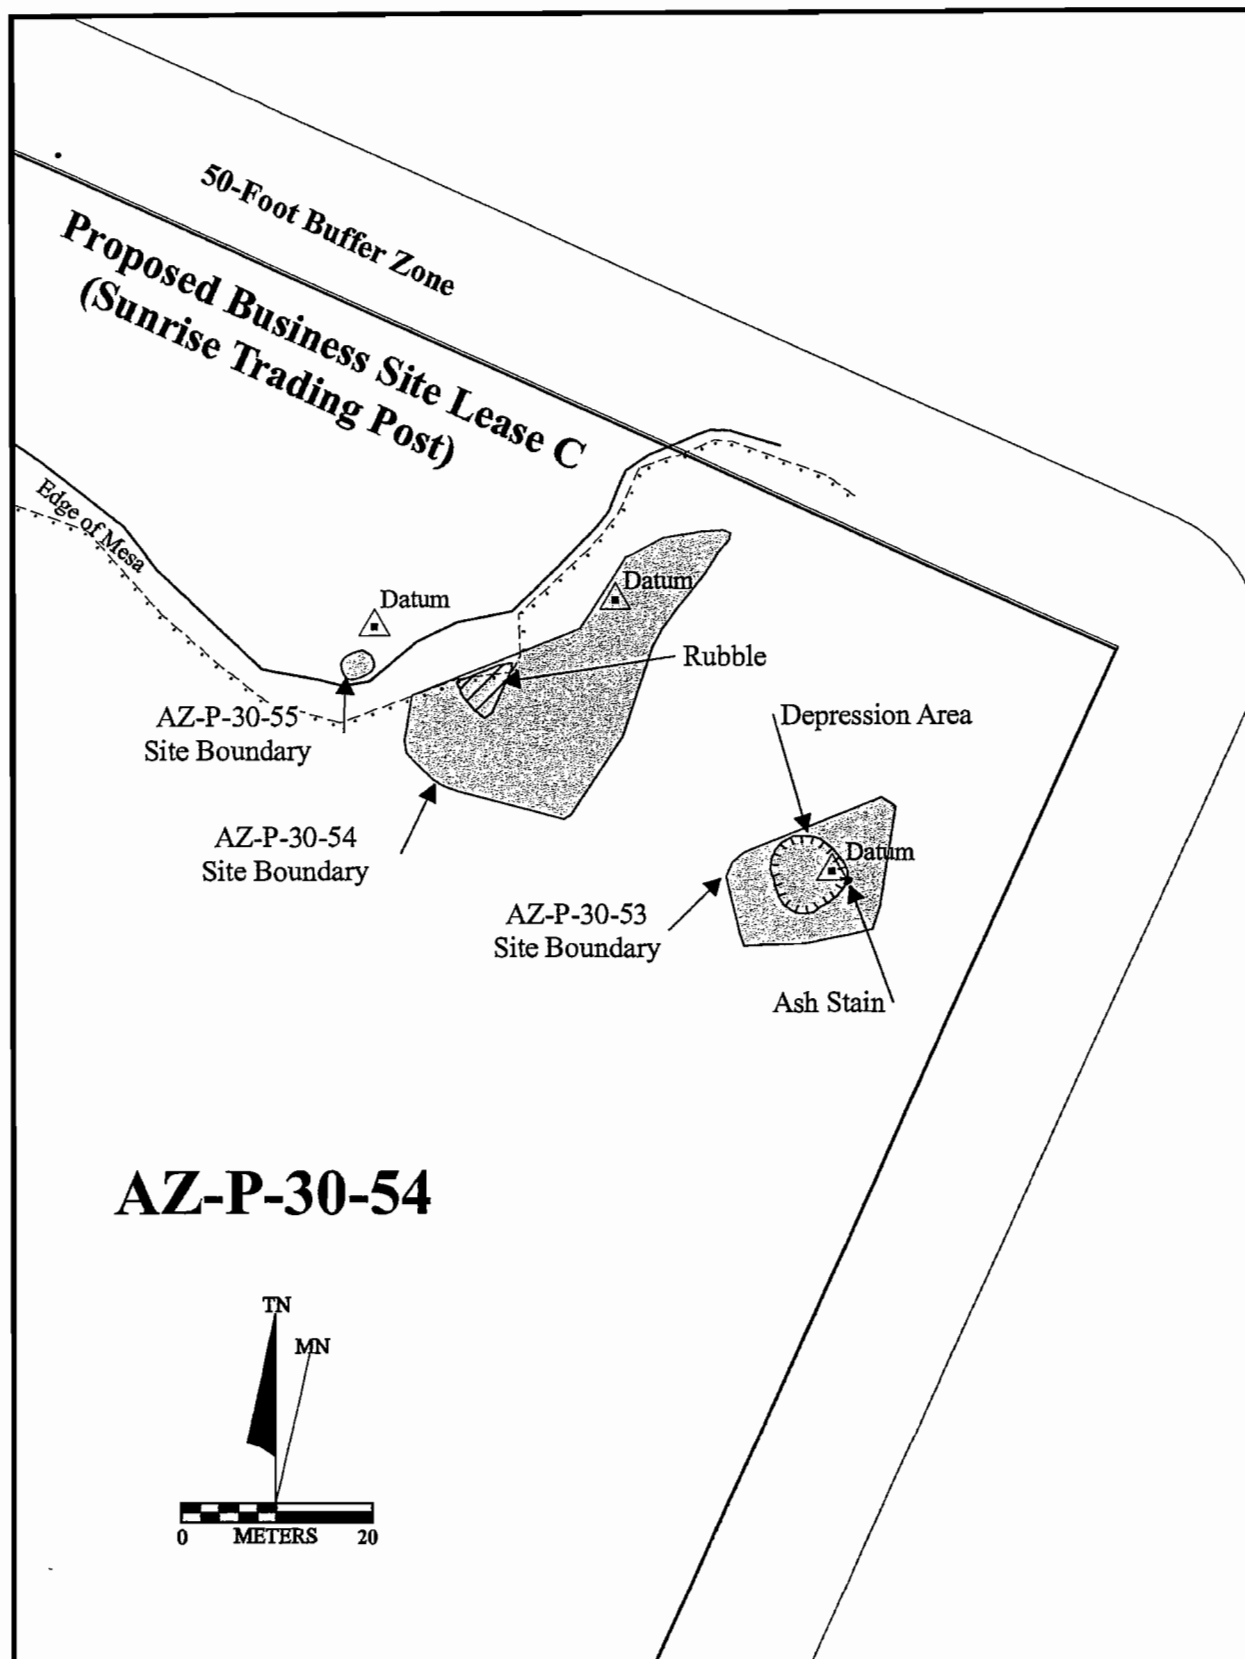 50-Foot Buffer Zone
Proposed Business Site Lease C
(Sunrise Trading Post)
Edge of Mesa
Datum
Datum
Rubble
AZ-P-30-55
Site Boundary
Depression Area
AZ-P-30-54
Site Boundary
Datum
AZ-P-30-53
Site Boundary
Ash Stain
AZ-P-30-54
TN
MN
0 METERS 20